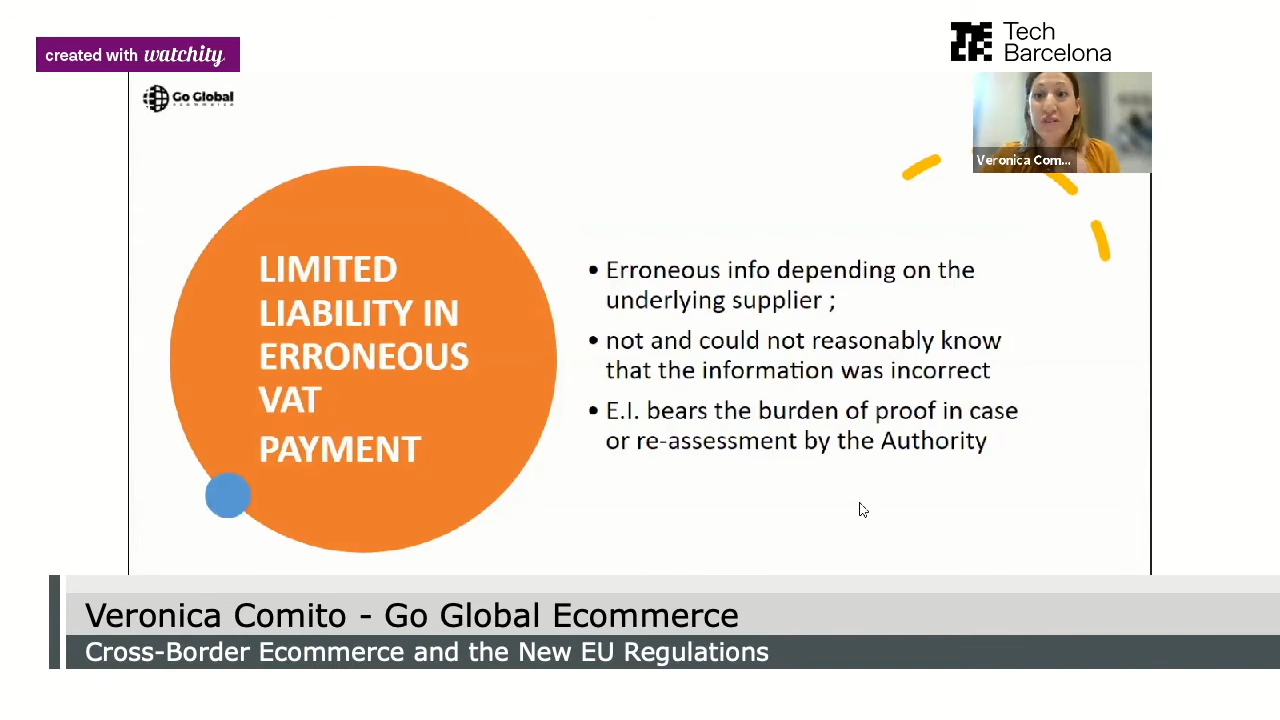 created with watchity
Tech
Barcelona
Go Global
ecommerce
Veronica Com...
LIMITED
LIABILITY IN
ERRONEOUS
VAT
PAYMENT
• Erroneous info depending on the
underlying supplier ;
• not and could not reasonably know
that the information was incorrect
• E.I. bears the burden of proof in case
or re-assessment by the Authority
Veronica Comito - Go Global Ecommerce
Cross-Border Ecommerce and the New EU Regulations